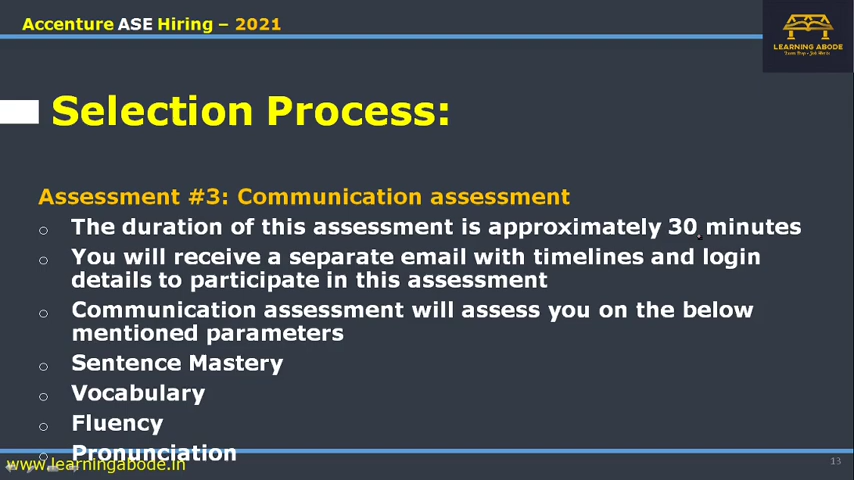 Accenture ASE Hiring – 2021
LEARNING ABODE
Selection Process:
Assessment #3: Communication assessment
o The duration of this assessment is approximately 30 minutes
o You will receive a separate email with timelines and login
details to participate in this assessment
o Communication assessment will assess you on the below
mentioned parameters
o Sentence Mastery
o Vocabulary
o Fluency
o Pronunciation
www.learningabode.in
13